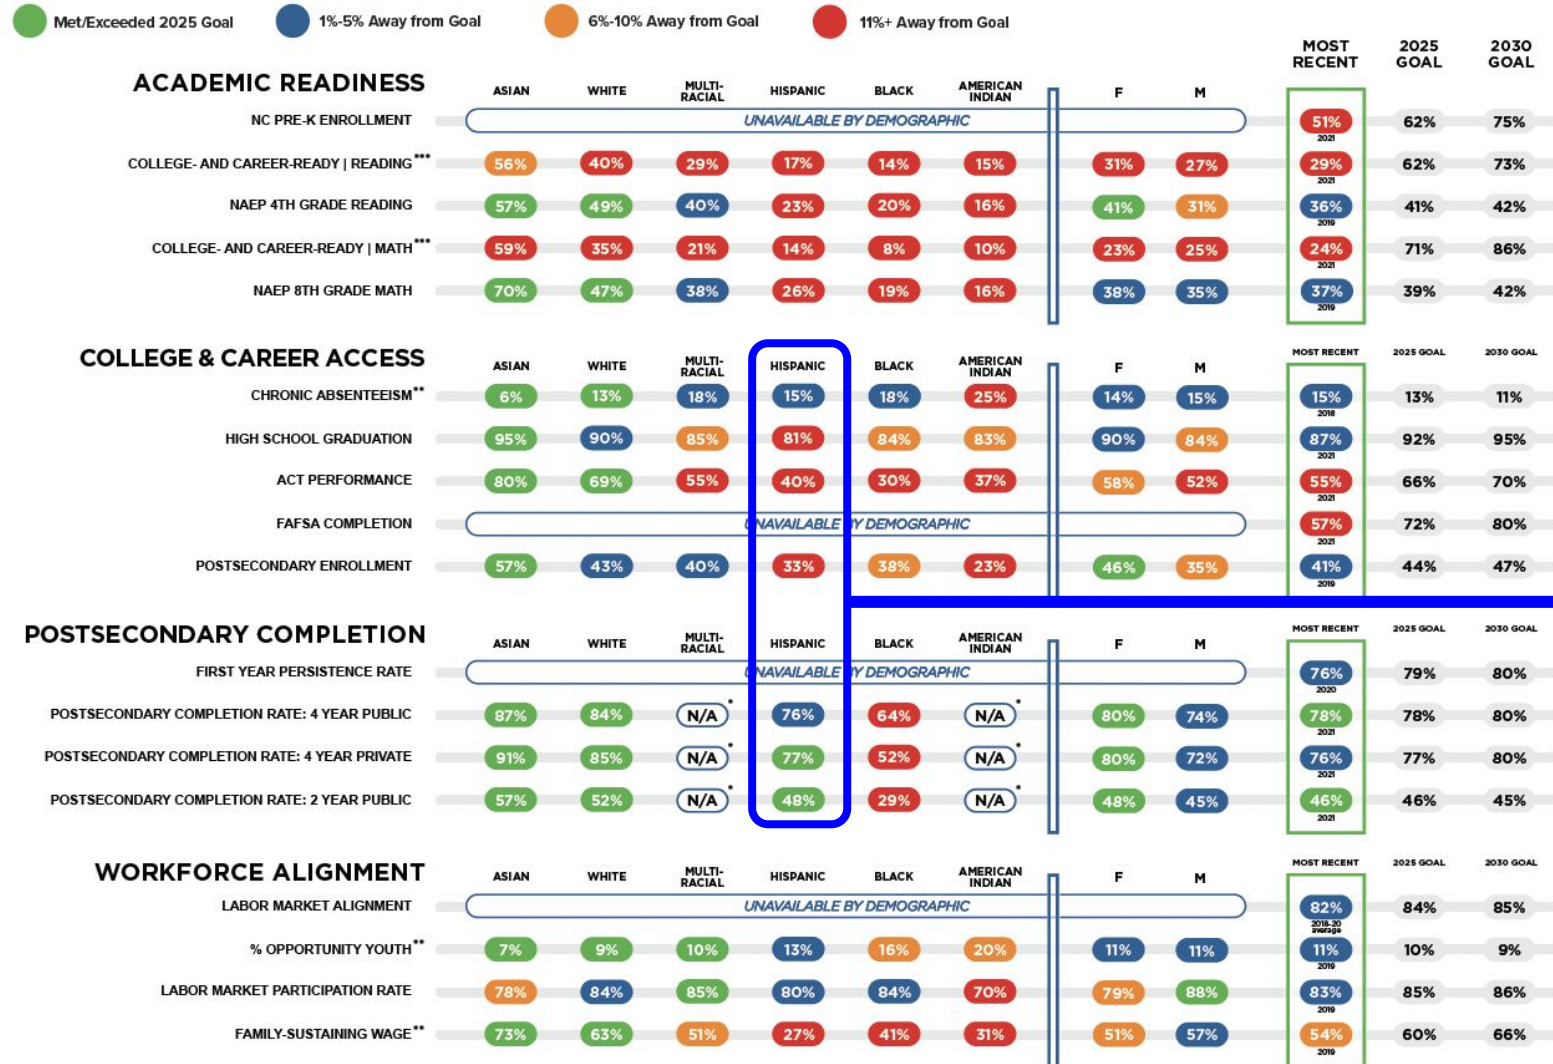 Met/Exceeded 2025 Goal 1%-5% Away from Goal 6%-10% Away from Goal 11%+ Away from Goal
MOST RECENT 2025 GOAL 2030 GOAL
ACADEMIC READINESS ASIAN WHITE MULTI-RACIAL HISPANIC BLACK AMERICAN INDIAN F M
NC PRE-K ENROLLMENT UNAVAILABLE BY DEMOGRAPHIC 51% 62% 75%
2021
COLLEGE- AND CAREER-READY | READING*** 56% 40% 29% 17% 14% 15% 31% 27% 29% 62% 73%
2021
NAEP 4TH GRADE READING 57% 49% 40% 23% 20% 16% 41% 31% 36% 41% 42%
2019
COLLEGE- AND CAREER-READY | MATH*** 59% 35% 21% 14% 8% 10% 23% 25% 24% 71% 86%
2021
NAEP 8TH GRADE MATH 70% 47% 38% 26% 19% 16% 38% 35% 37% 39% 42%
2019
COLLEGE & CAREER ACCESS ASIAN WHITE MULTI-RACIAL HISPANIC BLACK AMERICAN INDIAN F M MOST RECENT 2025 GOAL 2030 GOAL
CHRONIC ABSENTEEISM** 6% 13% 18% 15% 18% 25% 14% 15% 15% 13% 11%
2018
HIGH SCHOOL GRADUATION 95% 90% 85% 81% 84% 83% 90% 84% 87% 92% 95%
2021
ACT PERFORMANCE 80% 69% 55% 40% 30% 37% 58% 52% 55% 66% 70%
2021
FAFSA COMPLETION UNAVAILABLE BY DEMOGRAPHIC 57% 72% 80%
2021
POSTSECONDARY ENROLLMENT 57% 43% 40% 33% 38% 23% 46% 35% 41% 44% 47%
2019
POSTSECONDARY COMPLETION ASIAN WHITE MULTI-RACIAL HISPANIC BLACK AMERICAN INDIAN F M MOST RECENT 2025 GOAL 2030 GOAL
FIRST YEAR PERSISTENCE RATE UNAVAILABLE BY DEMOGRAPHIC 76% 79% 80%
2020
POSTSECONDARY COMPLETION RATE: 4 YEAR PUBLIC 87% 84% N/A* 76% 64% N/A* 80% 74% 78% 78% 80%
2021
POSTSECONDARY COMPLETION RATE: 4 YEAR PRIVATE 91% 85% N/A* 77% 52% N/A* 80% 72% 76% 77% 80%
2021
POSTSECONDARY COMPLETION RATE: 2 YEAR PUBLIC 57% 52% N/A* 48% 29% N/A* 48% 45% 46% 46% 45%
2021
WORKFORCE ALIGNMENT ASIAN WHITE MULTI-RACIAL HISPANIC BLACK AMERICAN INDIAN F M MOST RECENT 2025 GOAL 2030 GOAL
LABOR MARKET ALIGNMENT UNAVAILABLE BY DEMOGRAPHIC 82% 84% 85%
2018-20 average
% OPPORTUNITY YOUTH** 7% 9% 10% 13% 16% 20% 11% 11% 11% 10% 9%
2019
LABOR MARKET PARTICIPATION RATE 78% 84% 85% 80% 84% 70% 79% 88% 83% 85% 86%
2019
FAMILY-SUSTAINING WAGE** 73% 63% 51% 27% 41% 31% 51% 57% 54% 60% 66%
2019